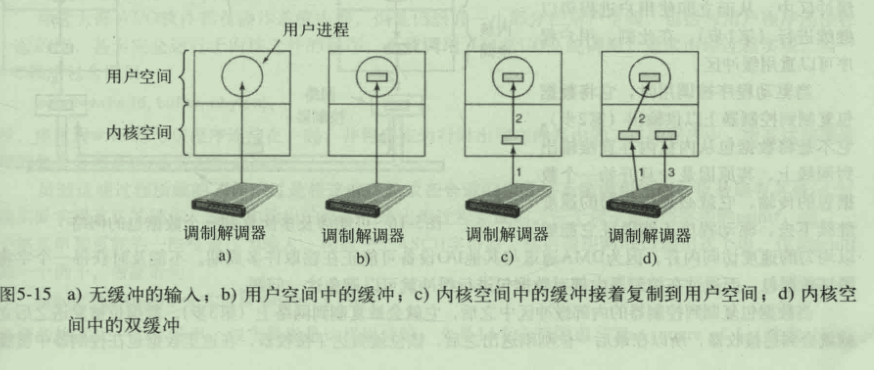 用户进程
用户空间
内核空间
2
2
1
1
3
调制解调器
调制解调器
调制解调器
调制解调器
a)
b)
c)
d)
图5-15 a) 无缓冲的输入；b) 用户空间中的缓冲；c) 内核空间中的缓冲接着复制到用户空间；d) 内核空
间中的双缓冲